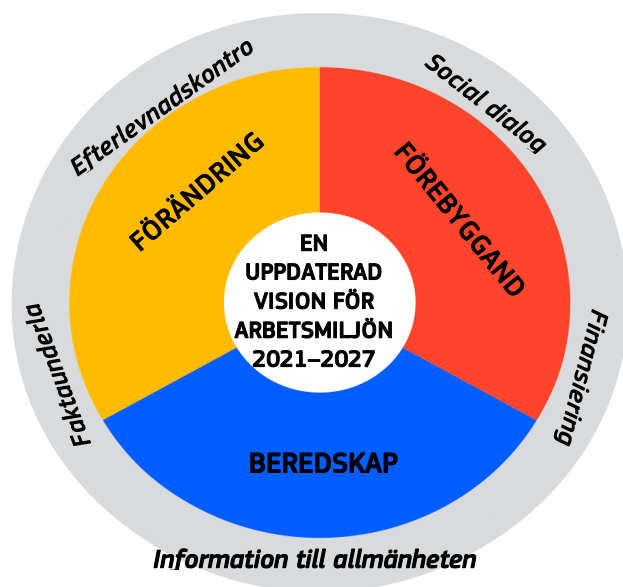 Efterlevnadskontro
Social dialog
FÖRÄNDRING
FÖREBYGGAND
EN
UPPDATERAD
VISION FÖR
ARBETSMILJÖN
2021–2027
Faktaunderla
Finansiering
BEREDSKAP
Information till allmänheten